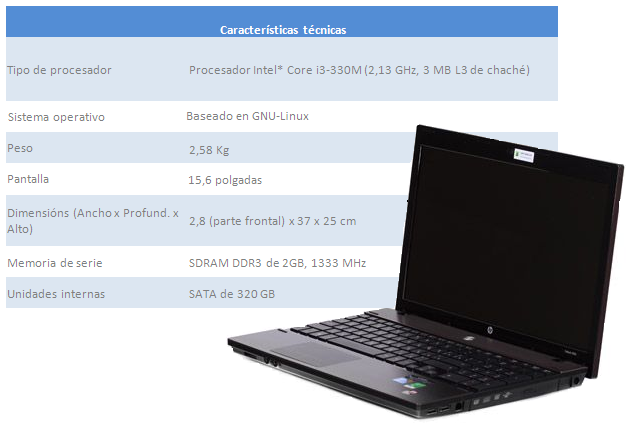 Características técnicas
Tipo de procesador
Procesador Intel* Core i3-330M (2,13 GHz, 3 MB L3 de chaché)
Sistema operativo
Baseado en GNU-Linux
Peso
2,58 Kg
Pantalla
15,6 polgadas
Dimensións (Ancho x Profund. x
Alto)
2,8 (parte frontal) x 37 x 25 cm
Memoria de serie
SDRAM DDR3 de 2GB, 1333 MHz
Unidades internas
SATA de 320 GB
hp